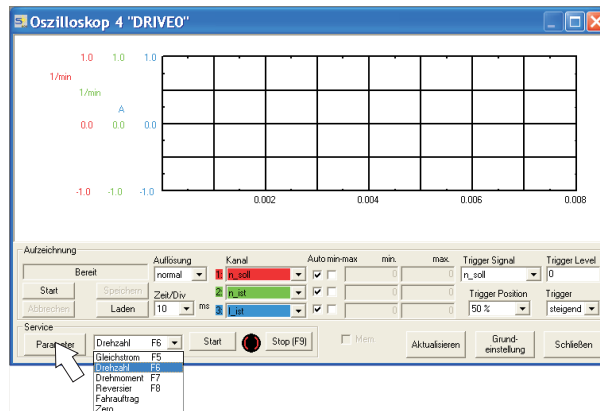 Oszilloskop 4 "DRIVE0"
1.0 1.0 1.0
1/min
1/min
A
0.0 0.0 0.0
-1.0 -1.0 -1.0
0.002 0.004 0.006 0.008
Aufzeichnung
Bereit
Start Speichern
Abbrechen Laden
Auflösung
normal
Zeit/Div
10 ms
Kanal Auto min-max min. max.
1: n_soll 0 0
2: n_ist 0 0
3: I_ist 0 0
Trigger Signal Trigger Level
n_soll 0
Trigger Position Trigger
50 % steigend
Service
Parameter Drehzahl F6 Start Stop (F9) Mem Aktualisieren Grund-einstellung Schließen
Gleichstrom F5
Drehzahl F6
Drehmoment F7
Reversier F8
Fahrauftrag
Zero